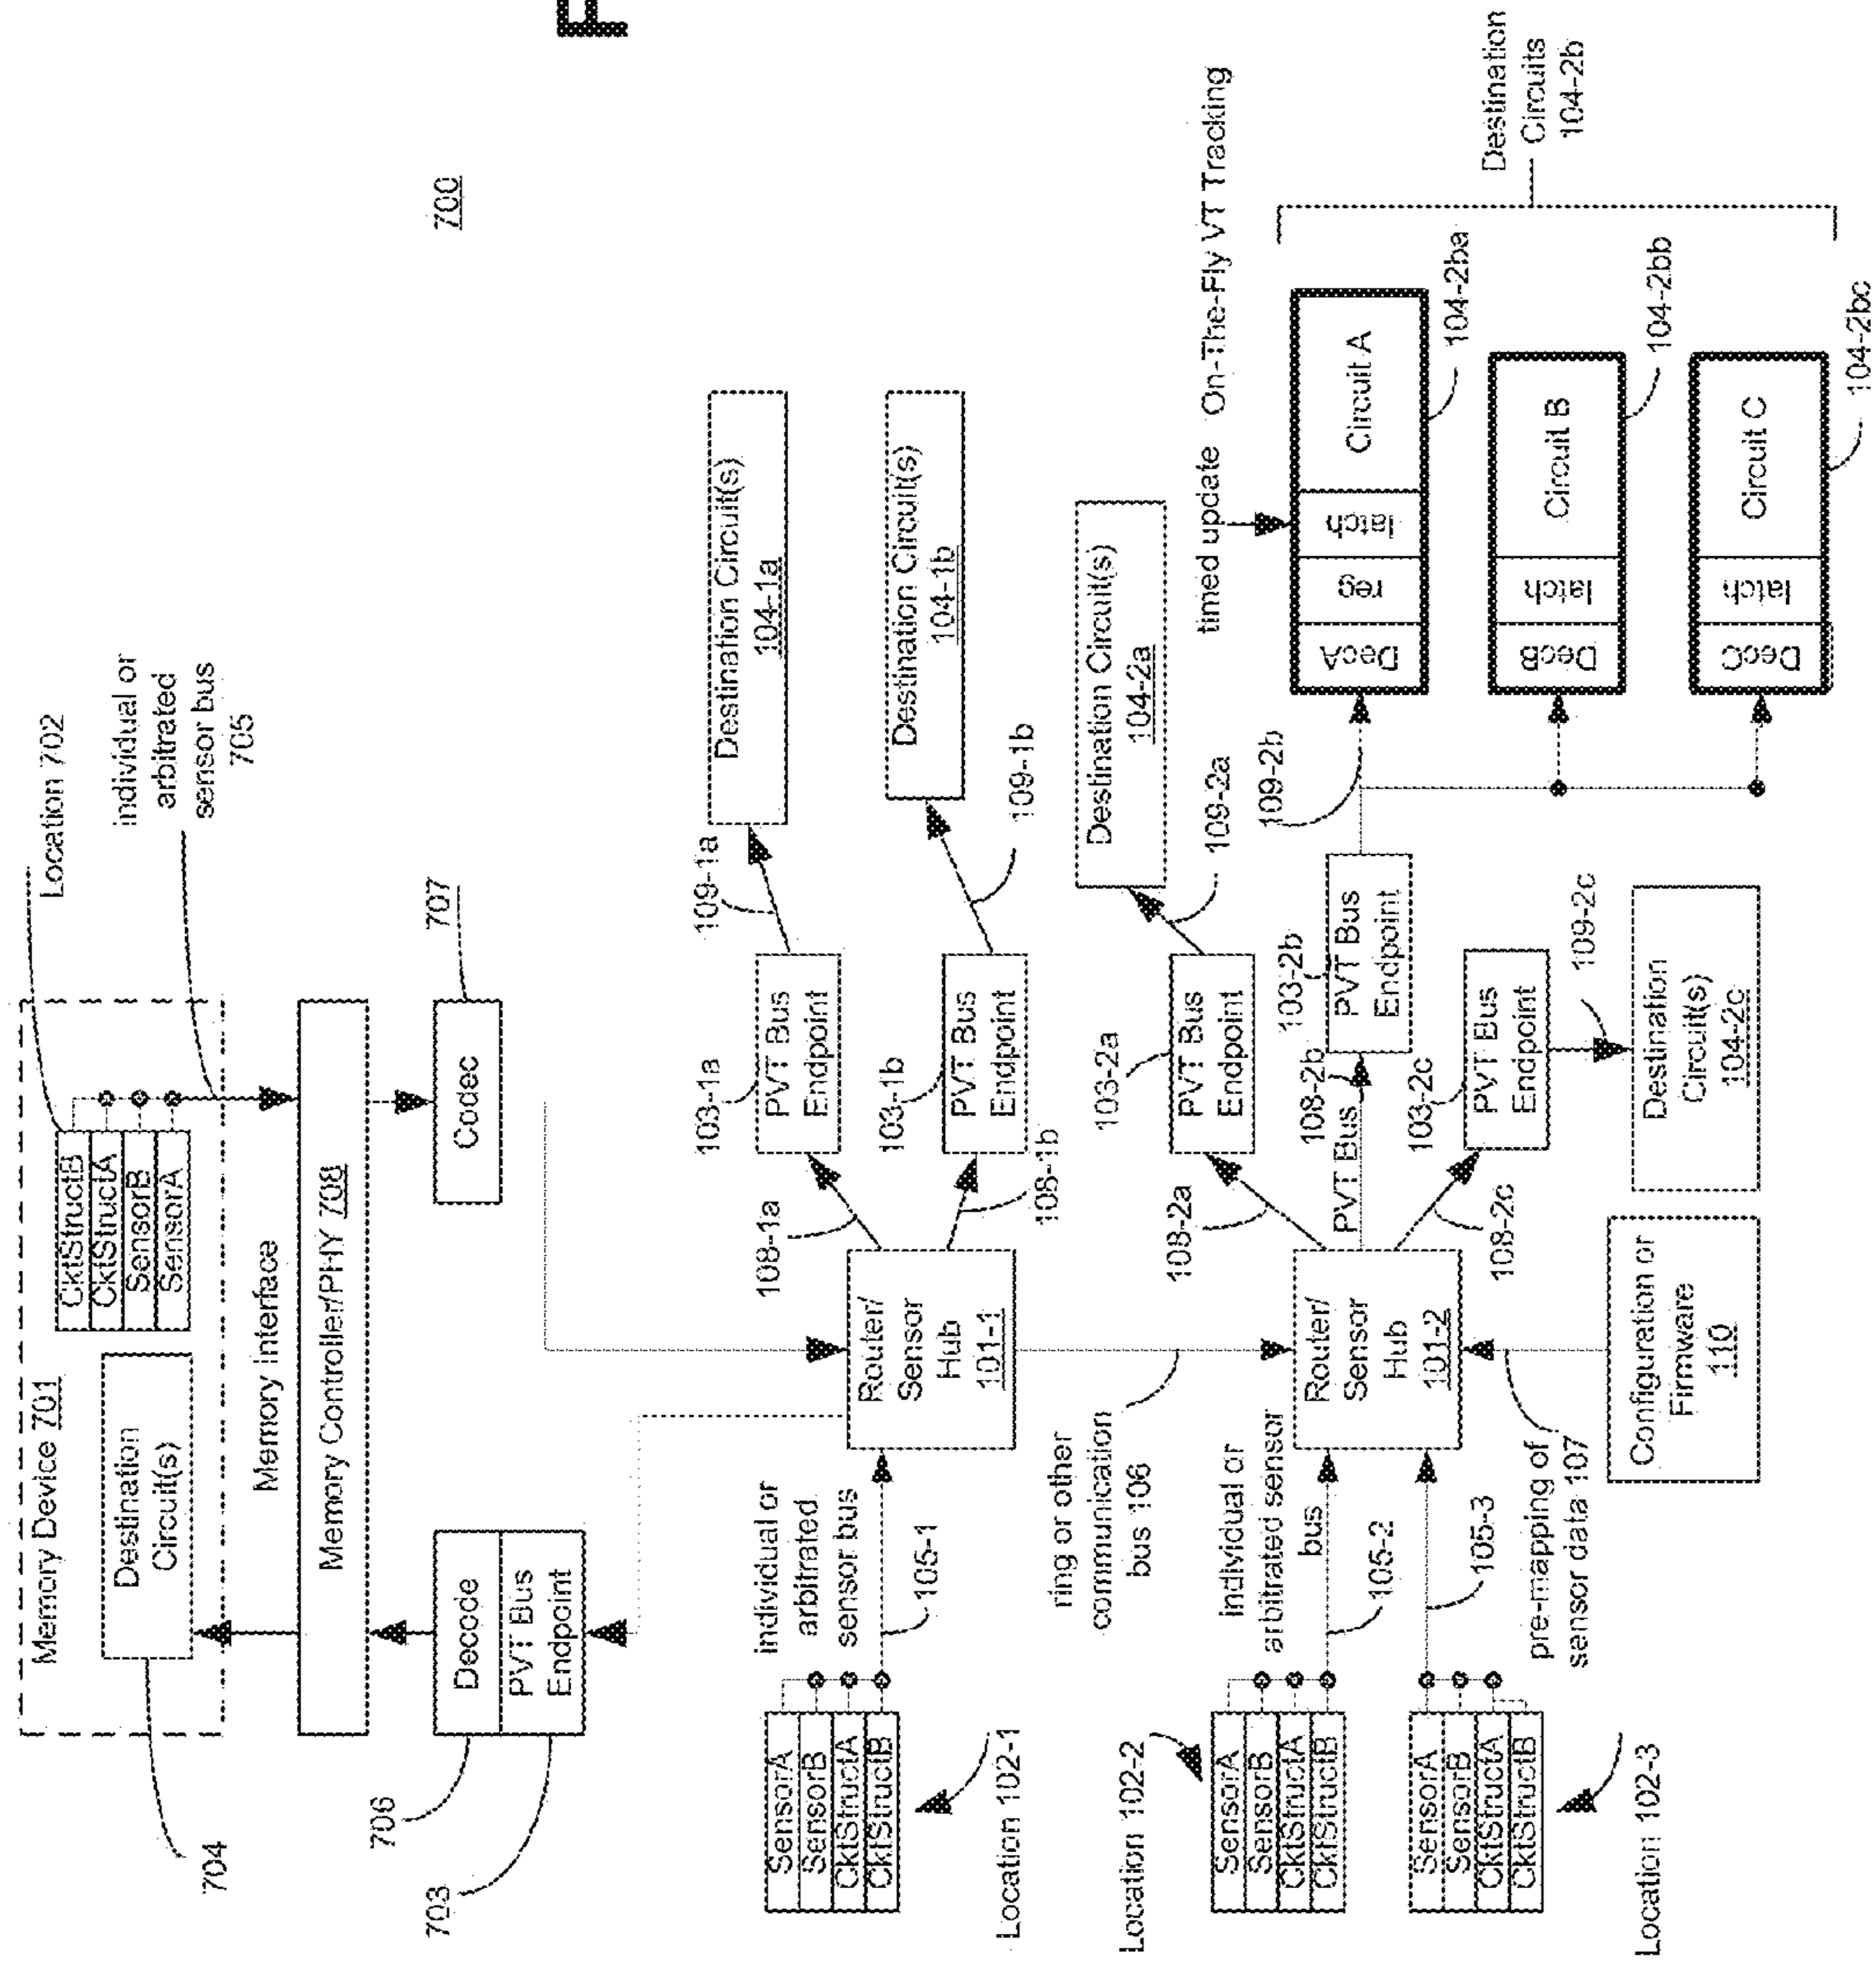 F
700
Memory Device 701
Destination
Circuit(s)
704
CktStructB
CktStructA
SensorB
SensorA
Location 702
individual or
arbitrated
sensor bus
705
Memory Interface
Memory Controller/PHY 708
Decode
PVT Bus
Endpoint
706
703
Codec
707
SensorA
SensorB
CktStructA
CktStructB
Location 102-1
individual or
arbitrated
sensor bus
105-1
Router/
Sensor
Hub
101-1
108-1a
108-1b
103-1a
PVT Bus
Endpoint
103-1b
PVT Bus
Endpoint
109-1a
109-1b
Destination Circuit(s)
104-1a
Destination Circuit(s)
104-1b
ring or other
communication
bus 106
Location 102-2
SensorA
SensorB
CktStructA
CktStructB
individual or
arbitrated sensor
bus
105-2
SensorA
SensorB
CktStructA
CktStructB
Location 102-3
105-3
pre-mapping of
sensor data 107
Router/
Sensor
Hub
101-2
Configuration or
Firmware
110
108-2a
PVT Bus
108-2b
108-2c
103-2a
PVT Bus
Endpoint
103-2b
PVT Bus
Endpoint
103-2c
PVT Bus
Endpoint
109-2a
109-2b
109-2c
Destination Circuit(s)
104-2a
Destination
Circuit(s)
104-2c
timed update On-The-Fly VT Tracking
DecA
reg
latch
Circuit A
104-2ba
DecB
latch
Circuit B
104-2bb
DecC
latch
Circuit C
104-2bc
Destination
Circuits
104-2b